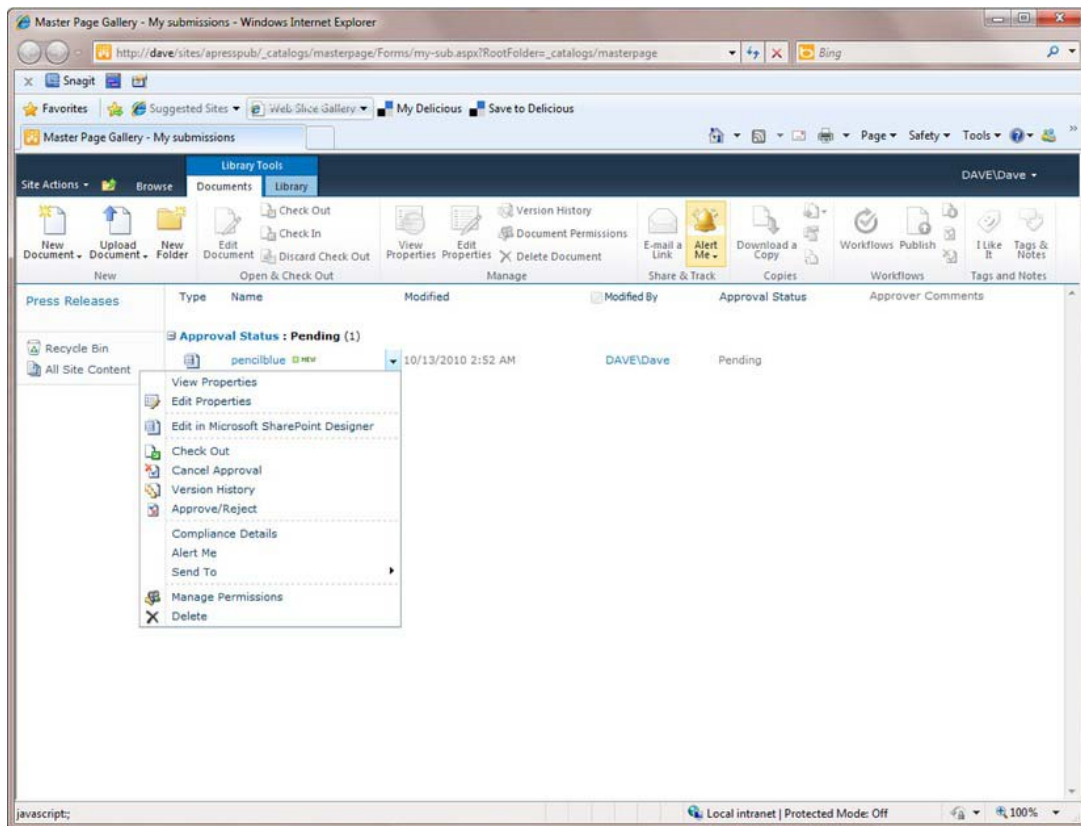 Master Page Gallery - My submissions - Windows Internet Explorer
http://dave/sites/apresspub/_catalogs/masterpage/Forms/my-sub.aspx?RootFolder=_catalogs/masterpage
Bing
x Snagit
Favorites Suggested Sites Web Slice Gallery My Delicious Save to Delicious
Master Page Gallery - My submissions Page Safety Tools
Library Tools
Site Actions Browse Documents Library DAVE\Dave
New Document Upload Document New Folder Edit Document Check Out Check In Discard Check Out View Properties Edit Properties Version History Document Permissions Delete Document E-mail a Link Alert Me Download a Copy Workflows Publish I Like It Tags & Notes
New Open & Check Out Manage Share & Track Copies Workflows Tags and Notes
Press Releases Type Name Modified Modified By Approval Status Approver Comments
Approval Status : Pending (1)
Recycle Bin
pencilblue NEW 10/13/2010 2:52 AM DAVE\Dave Pending
All Site Content
View Properties
Edit Properties
Edit in Microsoft SharePoint Designer
Check Out
Cancel Approval
Version History
Approve/Reject
Compliance Details
Alert Me
Send To
Manage Permissions
Delete
javascript:; Local intranet | Protected Mode: Off 100%